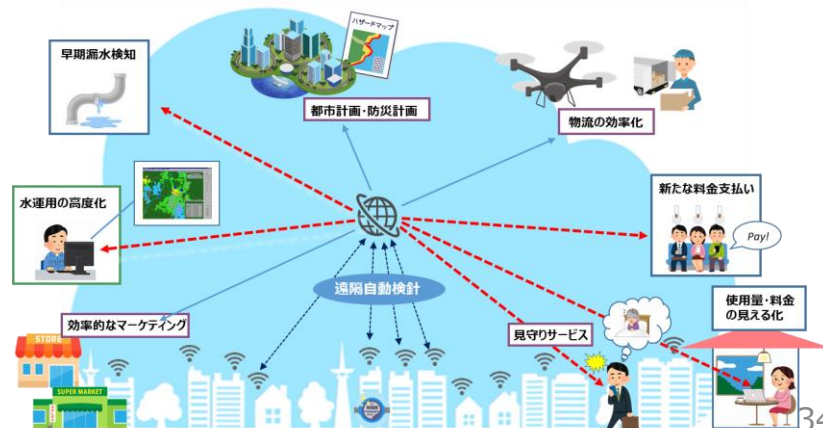 ハザードマップ
早期漏水検知
都市計画・防災計画
物流の効率化
水運用の高度化
新たな料金支払い
Pay!
遠隔自動検針
効率的なマーケティング
見守りサービス
使用量・料金
の見える化
STORE
SUPER MARKET
34